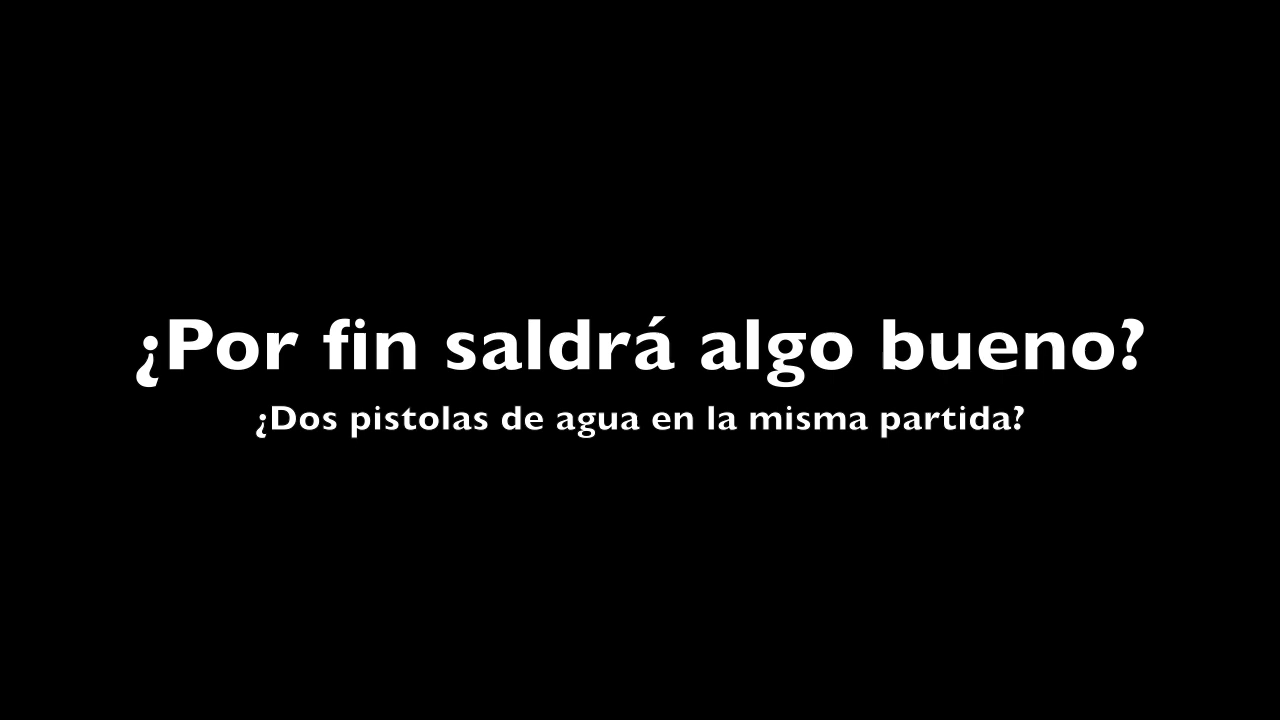 ¿Por fin saldrá algo bueno?
¿Dos pistolas de agua en la misma partida?